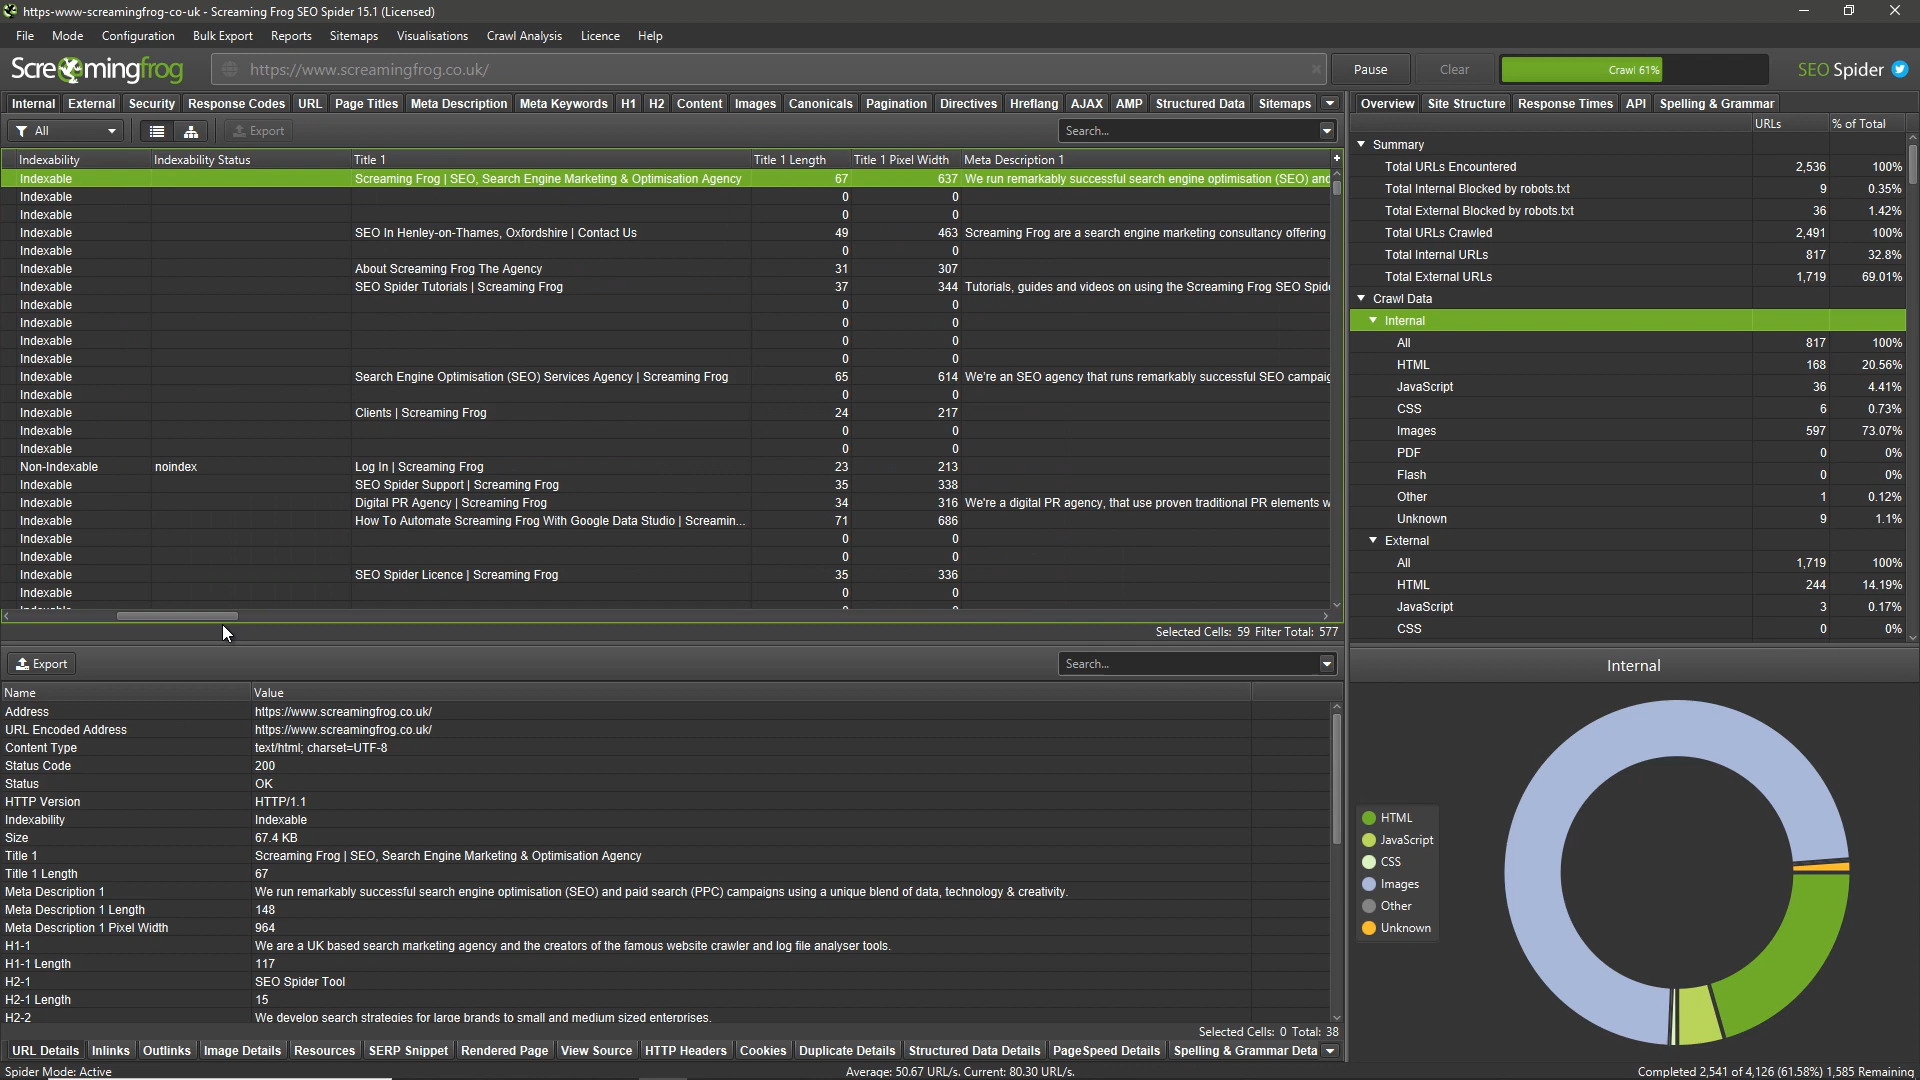 https-www-screamingfrog-co-uk - Screaming Frog SEO Spider 15.1 (Licensed)
File Mode Configuration Bulk Export Reports Sitemaps Visualisations Crawl Analysis Licence Help
Screamingfrog https://www.screamingfrog.co.uk/ Pause Clear Crawl 61% SEO Spider
Internal External Security Response Codes URL Page Titles Meta Description Meta Keywords H1 H2 Content Images Canonicals Pagination Directives Hreflang AJAX AMP Structured Data Sitemaps
All Export Search...
Indexability Indexability Status Title 1 Title 1 Length Title 1 Pixel Width Meta Description 1
Indexable Screaming Frog | SEO, Search Engine Marketing & Optimisation Agency 67 637 We run remarkably successful search engine optimisation (SEO) and
Indexable 0 0
Indexable 0 0
Indexable SEO In Henley-on-Thames, Oxfordshire | Contact Us 49 463 Screaming Frog are a search engine marketing consultancy offering
Indexable 0 0
Indexable About Screaming Frog The Agency 31 307
Indexable SEO Spider Tutorials | Screaming Frog 37 344 Tutorials, guides and videos on using the Screaming Frog SEO Spide
Indexable 0 0
Indexable 0 0
Indexable 0 0
Indexable 0 0
Indexable Search Engine Optimisation (SEO) Services Agency | Screaming Frog 65 614 We're an SEO agency that runs remarkably successful SEO campaig
Indexable 0 0
Indexable Clients | Screaming Frog 24 217
Indexable 0 0
Indexable 0 0
Non-Indexable noindex Log In | Screaming Frog 23 213
Indexable SEO Spider Support | Screaming Frog 35 338
Indexable Digital PR Agency | Screaming Frog 34 316 We're a digital PR agency, that use proven traditional PR elements w
Indexable How To Automate Screaming Frog With Google Data Studio | Screamin... 71 686
Indexable 0 0
Indexable 0 0
Indexable SEO Spider Licence | Screaming Frog 35 336
Indexable 0 0
Selected Cells: 59 Filter Total: 577
Export Search...
Name Value
Address https://www.screamingfrog.co.uk/
URL Encoded Address https://www.screamingfrog.co.uk/
Content Type text/html; charset=UTF-8
Status Code 200
Status OK
HTTP Version HTTP/1.1
Indexability Indexable
Size 67.4 KB
Title 1 Screaming Frog | SEO, Search Engine Marketing & Optimisation Agency
Title 1 Length 67
Meta Description 1 We run remarkably successful search engine optimisation (SEO) and paid search (PPC) campaigns using a unique blend of data, technology & creativity.
Meta Description 1 Length 148
Meta Description 1 Pixel Width 964
H1-1 We are a UK based search marketing agency and the creators of the famous website crawler and log file analyser tools.
H1-1 Length 117
H2-1 SEO Spider Tool
H2-1 Length 15
H2-2 We develop search strategies for large brands to small and medium sized enterprises.
Selected Cells: 0 Total: 38
URL Details Inlinks Outlinks Image Details Resources SERP Snippet Rendered Page View Source HTTP Headers Cookies Duplicate Details Structured Data Details PageSpeed Details Spelling & Grammar Deta
Overview Site Structure Response Times API Spelling & Grammar
URLs % of Total
Summary
Total URLs Encountered 2,536 100%
Total Internal Blocked by robots.txt 9 0.35%
Total External Blocked by robots.txt 36 1.42%
Total URLs Crawled 2,491 100%
Total Internal URLs 817 32.8%
Total External URLs 1,719 69.01%
Crawl Data
Internal
All 817 100%
HTML 168 20.56%
JavaScript 36 4.41%
CSS 6 0.73%
Images 597 73.07%
PDF 0 0%
Flash 0 0%
Other 1 0.12%
Unknown 9 1.1%
External
All 1,719 100%
HTML 244 14.19%
JavaScript 3 0.17%
CSS 0 0%
Internal
HTML
JavaScript
CSS
Images
Other
Unknown
Spider Mode: Active Average: 50.67 URL/s. Current: 80.30 URL/s. Completed 2,541 of 4,126 (61.58%) 1,585 Remaining